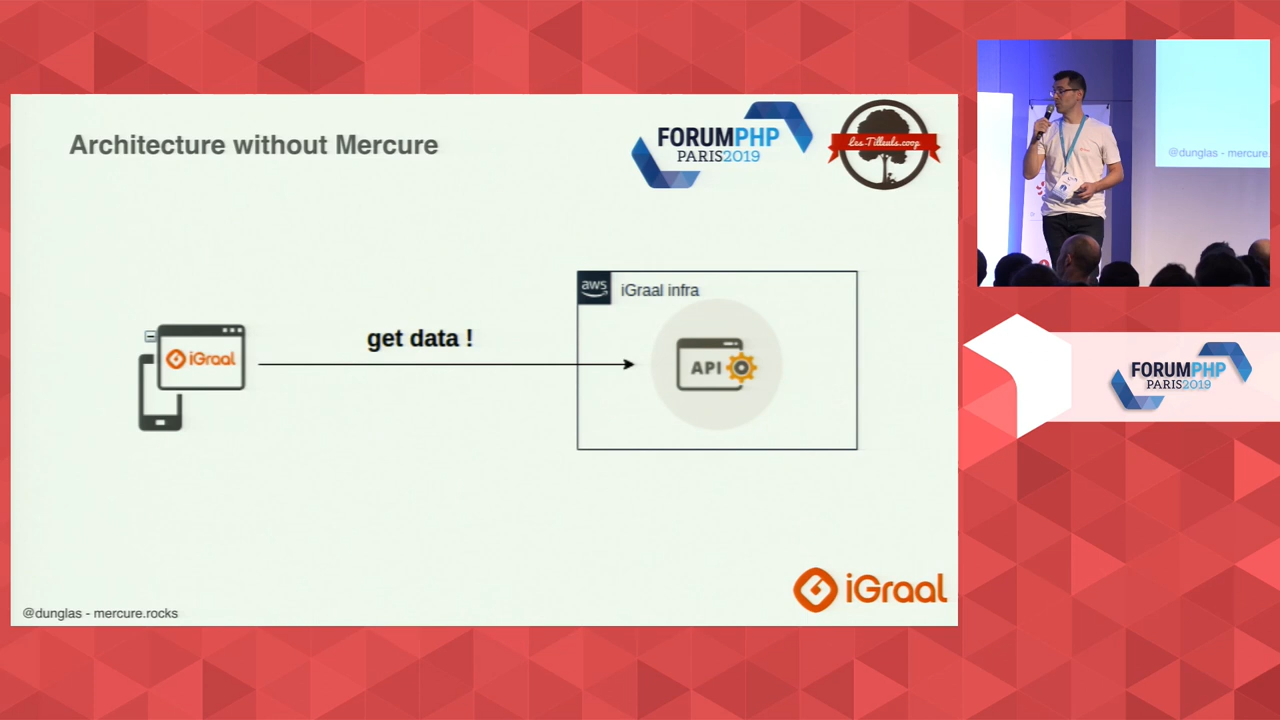 Architecture without Mercure
FORUMPHP
PARIS2019
Les-Tilleuls.coop
aws
iGraal infra
get data !
iGraal
API
iGraal
@dunglas - mercure.rocks
@dunglas - mercure
FORUMPHP
PARIS2019